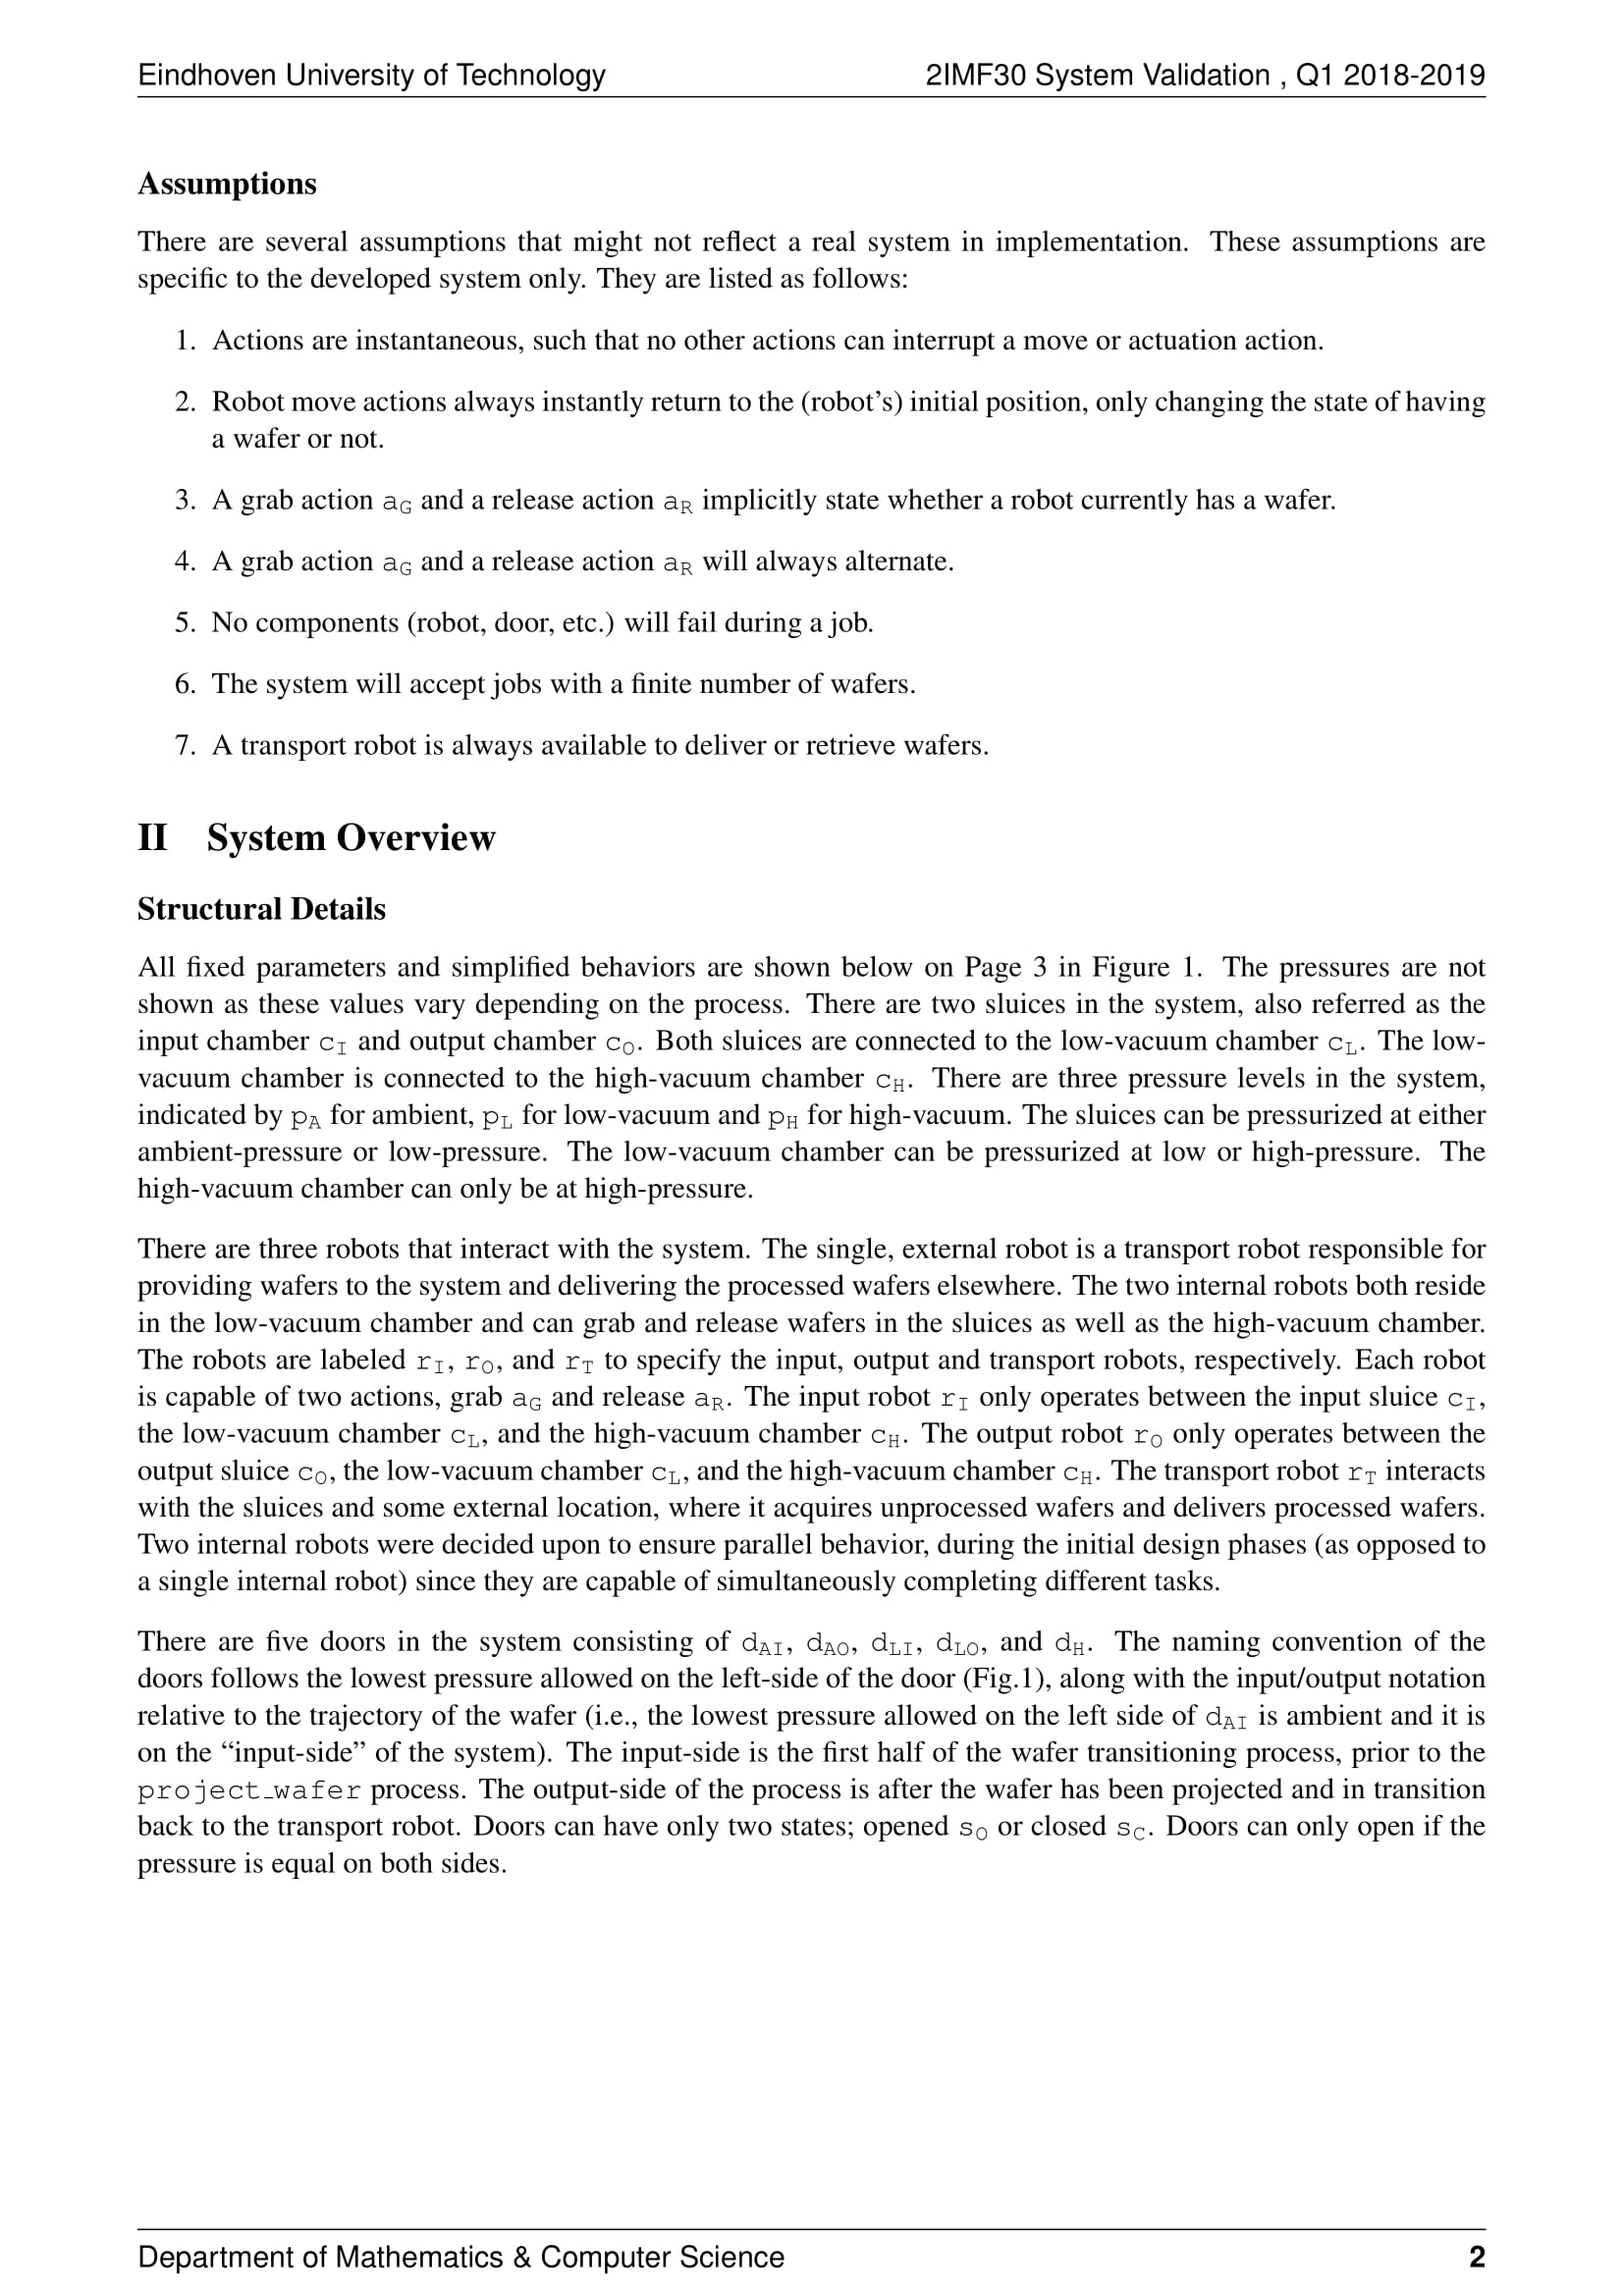 Eindhoven University of Technology 2IMF30 System Validation , Q1 2018-2019
Assumptions
There are several assumptions that might not reflect a real system in implementation. These assumptions are
specific to the developed system only. They are listed as follows:
1. Actions are instantaneous, such that no other actions can interrupt a move or actuation action.
2. Robot move actions always instantly return to the (robot's) initial position, only changing the state of having
a wafer or not.
3. A grab action a_G and a release action a_R implicitly state whether a robot currently has a wafer.
4. A grab action a_G and a release action a_R will always alternate.
5. No components (robot, door, etc.) will fail during a job.
6. The system will accept jobs with a finite number of wafers.
7. A transport robot is always available to deliver or retrieve wafers.
II System Overview
Structural Details
All fixed parameters and simplified behaviors are shown below on Page 3 in Figure 1. The pressures are not
shown as these values vary depending on the process. There are two sluices in the system, also referred as the
input chamber c_I and output chamber c_O. Both sluices are connected to the low-vacuum chamber c_L. The low-
vacuum chamber is connected to the high-vacuum chamber c_H. There are three pressure levels in the system,
indicated by p_A for ambient, p_L for low-vacuum and p_H for high-vacuum. The sluices can be pressurized at either
ambient-pressure or low-pressure. The low-vacuum chamber can be pressurized at low or high-pressure. The
high-vacuum chamber can only be at high-pressure.
There are three robots that interact with the system. The single, external robot is a transport robot responsible for
providing wafers to the system and delivering the processed wafers elsewhere. The two internal robots both reside
in the low-vacuum chamber and can grab and release wafers in the sluices as well as the high-vacuum chamber.
The robots are labeled r_I, r_O, and r_T to specify the input, output and transport robots, respectively. Each robot
is capable of two actions, grab a_G and release a_R. The input robot r_I only operates between the input sluice c_I,
the low-vacuum chamber c_L, and the high-vacuum chamber c_H. The output robot r_O only operates between the
output sluice c_O, the low-vacuum chamber c_L, and the high-vacuum chamber c_H. The transport robot r_T interacts
with the sluices and some external location, where it acquires unprocessed wafers and delivers processed wafers.
Two internal robots were decided upon to ensure parallel behavior, during the initial design phases (as opposed to
a single internal robot) since they are capable of simultaneously completing different tasks.
There are five doors in the system consisting of d_AI, d_AO, d_LI, d_LO, and d_H. The naming convention of the
doors follows the lowest pressure allowed on the left-side of the door (Fig.1), along with the input/output notation
relative to the trajectory of the wafer (i.e., the lowest pressure allowed on the left side of d_AI is ambient and it is
on the “input-side” of the system). The input-side is the first half of the wafer transitioning process, prior to the
project_wafer process. The output-side of the process is after the wafer has been projected and in transition
back to the transport robot. Doors can have only two states; opened s_O or closed s_C. Doors can only open if the
pressure is equal on both sides.
Department of Mathematics & Computer Science 2